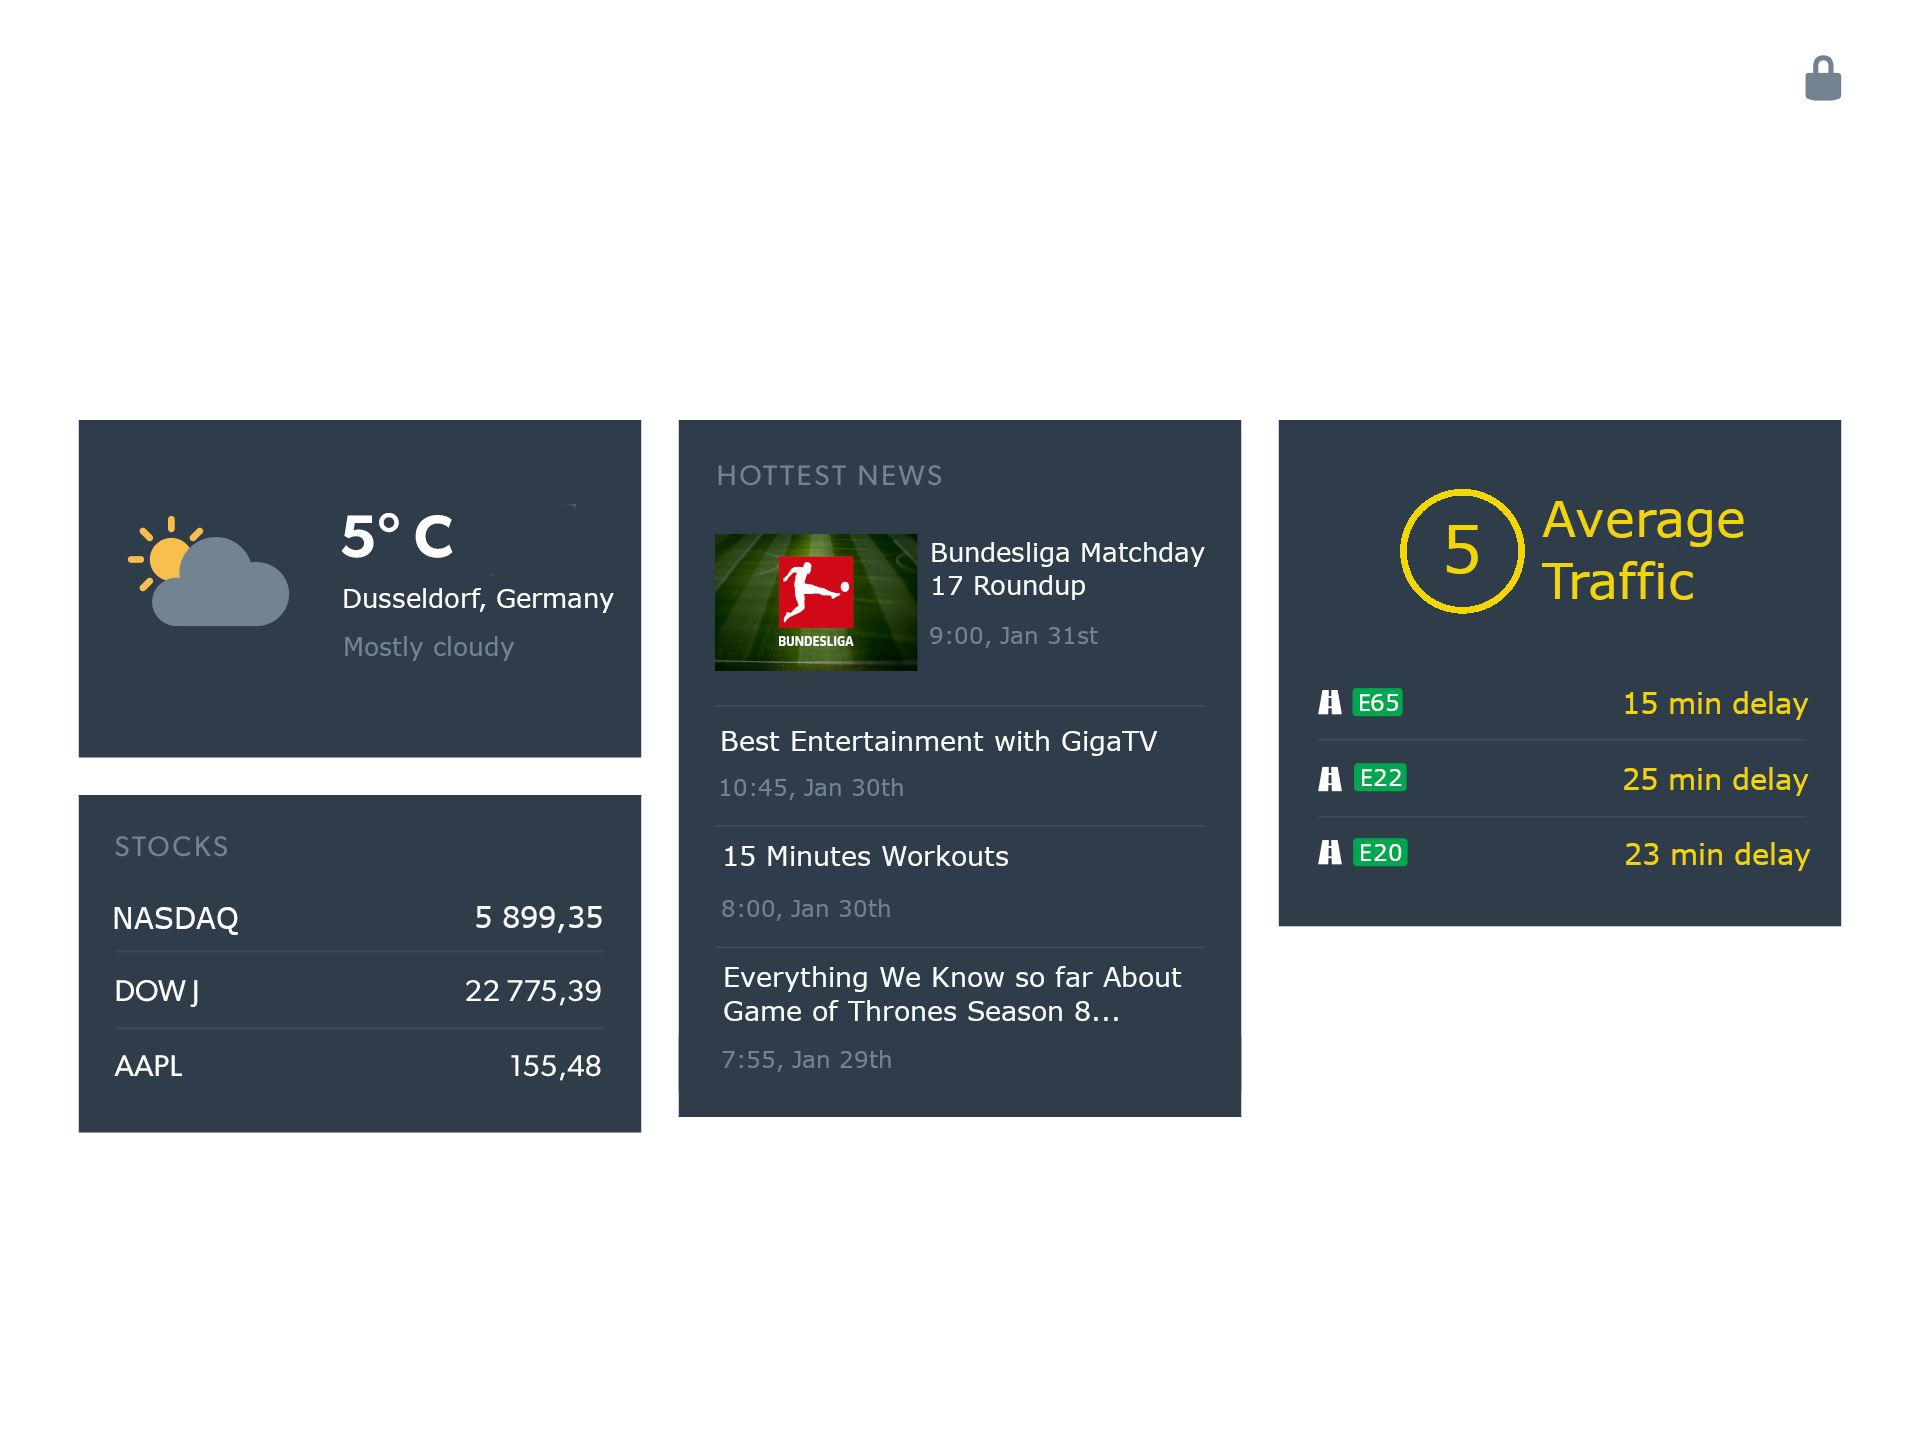 5° C
Dusseldorf, Germany
Mostly cloudy
STOCKS
NASDAQ 5 899,35
DOW J 22 775,39
AAPL 155,48
HOTTEST NEWS
BUNDESLIGA
Bundesliga Matchday
17 Roundup
9:00, Jan 31st
Best Entertainment with GigaTV
10:45, Jan 30th
15 Minutes Workouts
8:00, Jan 30th
Everything We Know so far About
Game of Thrones Season 8...
7:55, Jan 29th
5
Average
Traffic
E65 15 min delay
E22 25 min delay
E20 23 min delay